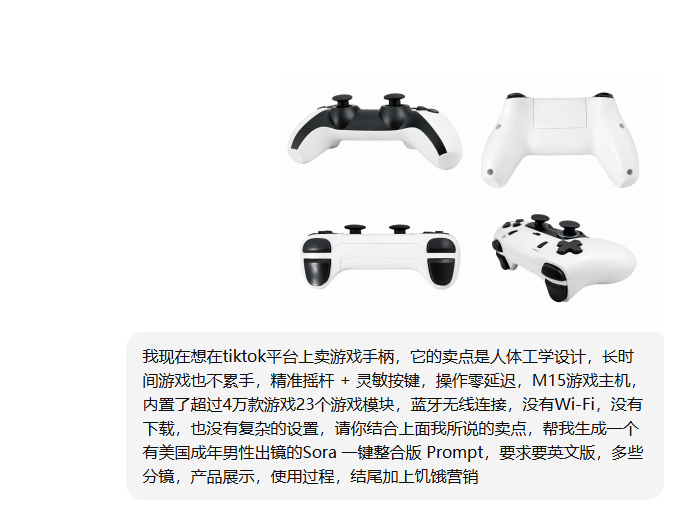 我现在想在tiktok平台上卖游戏手柄，它的卖点是人体工学设计，长时
间游戏也不累手，精准摇杆 + 灵敏按键，操作零延迟，M15游戏主机，
内置了超过4万款游戏23个游戏模块，蓝牙无线连接，没有Wi-Fi，没有
下载，也没有复杂的设置，请你结合上面我所说的卖点，帮我生成一个
有美国成年男性出镜的Sora 一键整合版 Prompt，要求要英文版，多些
分镜，产品展示，使用过程，结尾加上饥饿营销